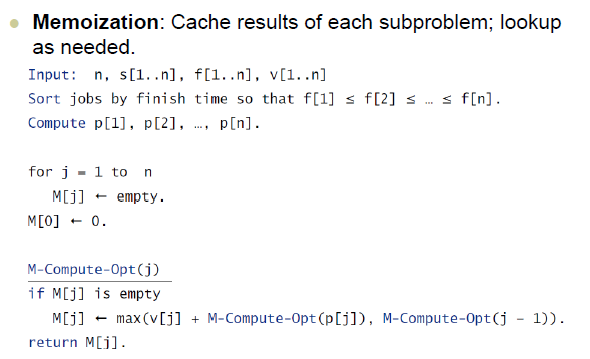 • Memoization: Cache results of each subproblem; lookup
as needed.
Input: n, s[1..n], f[1..n], v[1..n]
Sort jobs by finish time so that f[1] ≤ f[2] ≤ … ≤ f[n].
Compute p[1], p[2], …, p[n].
for j = 1 to n
M[j] ← empty.
M[0] ← 0.
M-Compute-Opt(j)
if M[j] is empty
M[j] ← max(v[j] + M-Compute-Opt(p[j]), M-Compute-Opt(j – 1)).
return M[j].